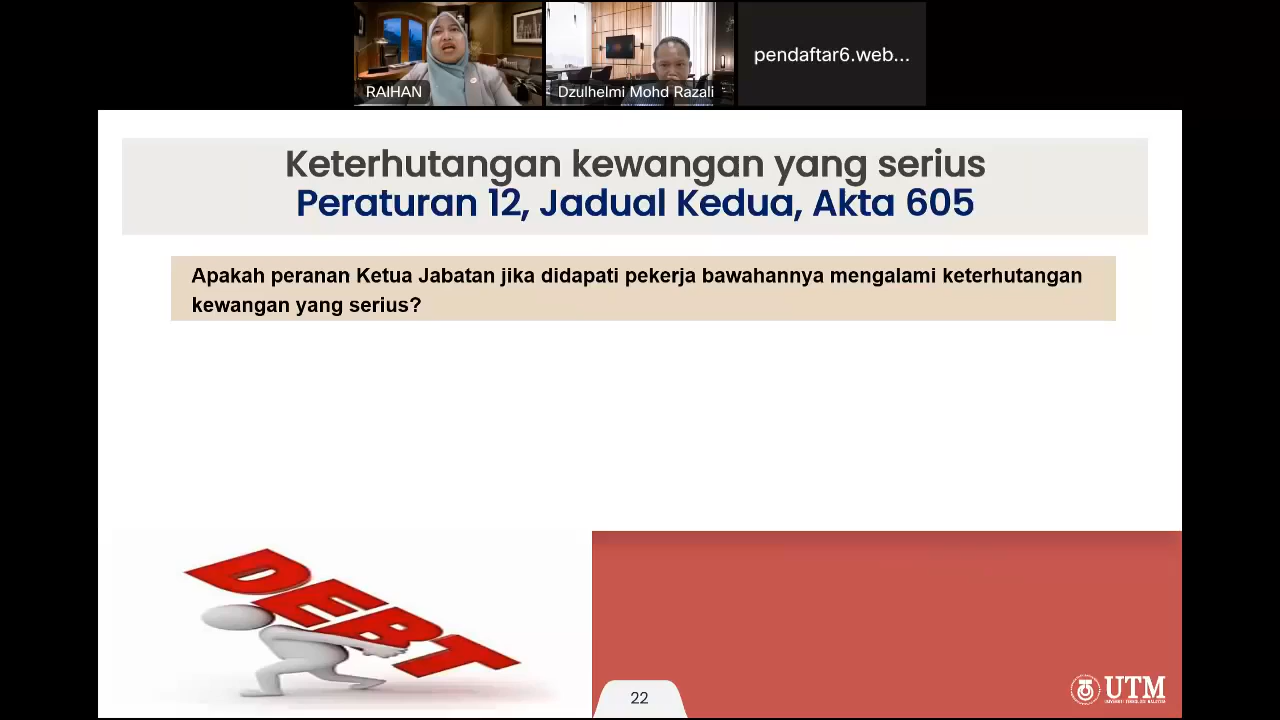 RAIHAN
Dzulhelmi Mohd Razali
pendaftar6.web...
Keterhutangan kewangan yang serius
Peraturan 12, Jadual Kedua, Akta 605
Apakah peranan Ketua Jabatan jika didapati pekerja bawahannya mengalami keterhutangan
kewangan yang serius?
DEBT
22
UTM